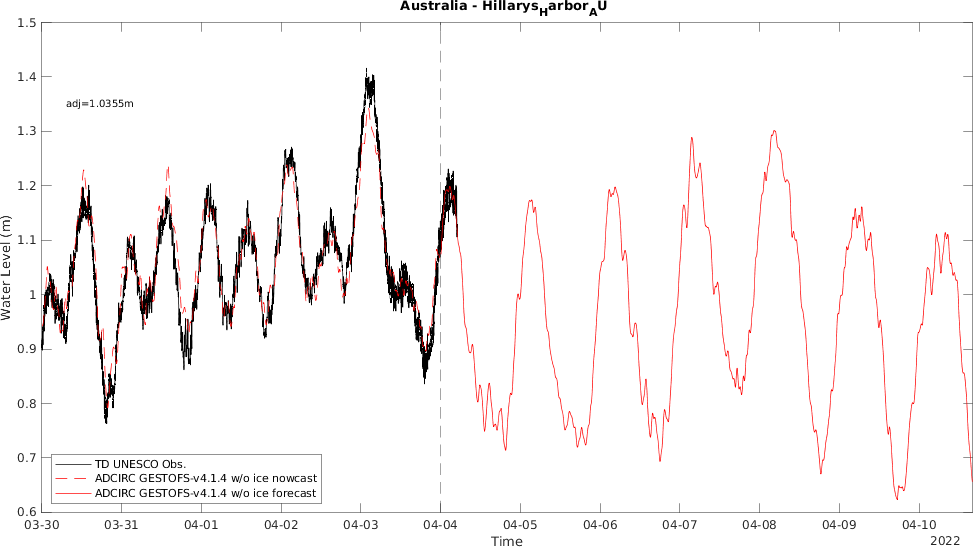 Australia - HillarysHarborAU
1.5
1.4
1.3
1.2
1.1
1
0.9
0.8
0.7
0.6
Water Level (m)
adj=1.0355m
TD UNESCO Obs.
ADCIRC GESTOFS-v4.1.4 w/o ice nowcast
ADCIRC GESTOFS-v4.1.4 w/o ice forecast
03-30 03-31 04-01 04-02 04-03 04-04 04-05 04-06 04-07 04-08 04-09 04-10
Time
2022